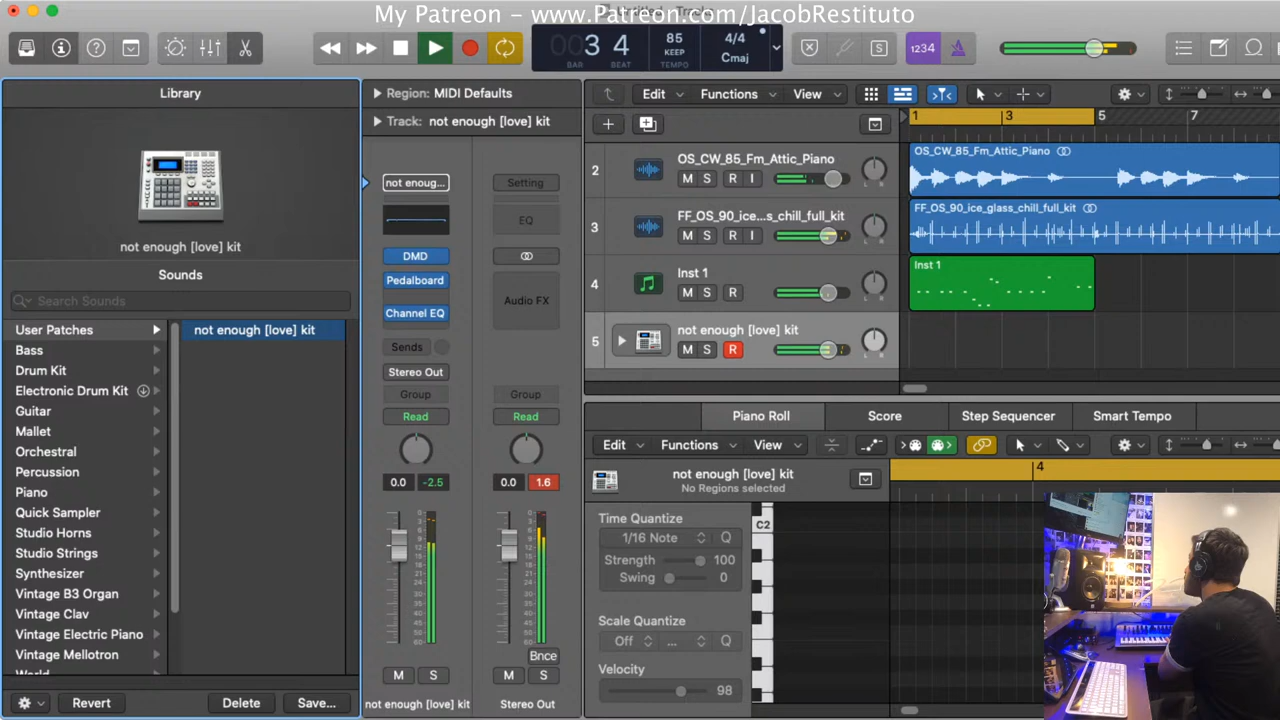 My Patreon - www.Patreon.com/JacobRestituto
003 4
BAR BEAT
85
KEEP
TEMPO
4/4
Cmaj
S
1234
Library
Region: MIDI Defaults
Track: not enough [love] kit
not enough [love] kit
Sounds
Search Sounds
User Patches
Bass
Drum Kit
Electronic Drum Kit
Guitar
Mallet
Orchestral
Percussion
Piano
Quick Sampler
Studio Horns
Studio Strings
Synthesizer
Vintage B3 Organ
Vintage Clav
Vintage Electric Piano
Vintage Mellotron
World
not enough [love] kit
Revert
Delete
Save...
not enoug...
DMD
Pedalboard
Channel EQ
Sends
Stereo Out
Group
Read
0.0 -2.5
M S
not enough [love] kit
Setting
EQ
Audio FX
Group
Read
0.0 1.6
Bnce
M S
Stereo Out
Edit Functions View
1 3 5 7
2
OS_CW_85_Fm_Attic_Piano
M S R I
3
FF_OS_90_ice...s_chill_full_kit
M S R I
4
Inst 1
M S R
5
not enough [love] kit
M S R
OS_CW_85_Fm_Attic_Piano
FF_OS_90_ice_glass_chill_full_kit
Inst 1
Piano Roll
Score
Step Sequencer
Smart Tempo
Edit Functions View
not enough [love] kit
No Regions selected
4
Time Quantize
1/16 Note Q
Strength 100
Swing 0
Scale Quantize
Off ... Q
Velocity
98
C2